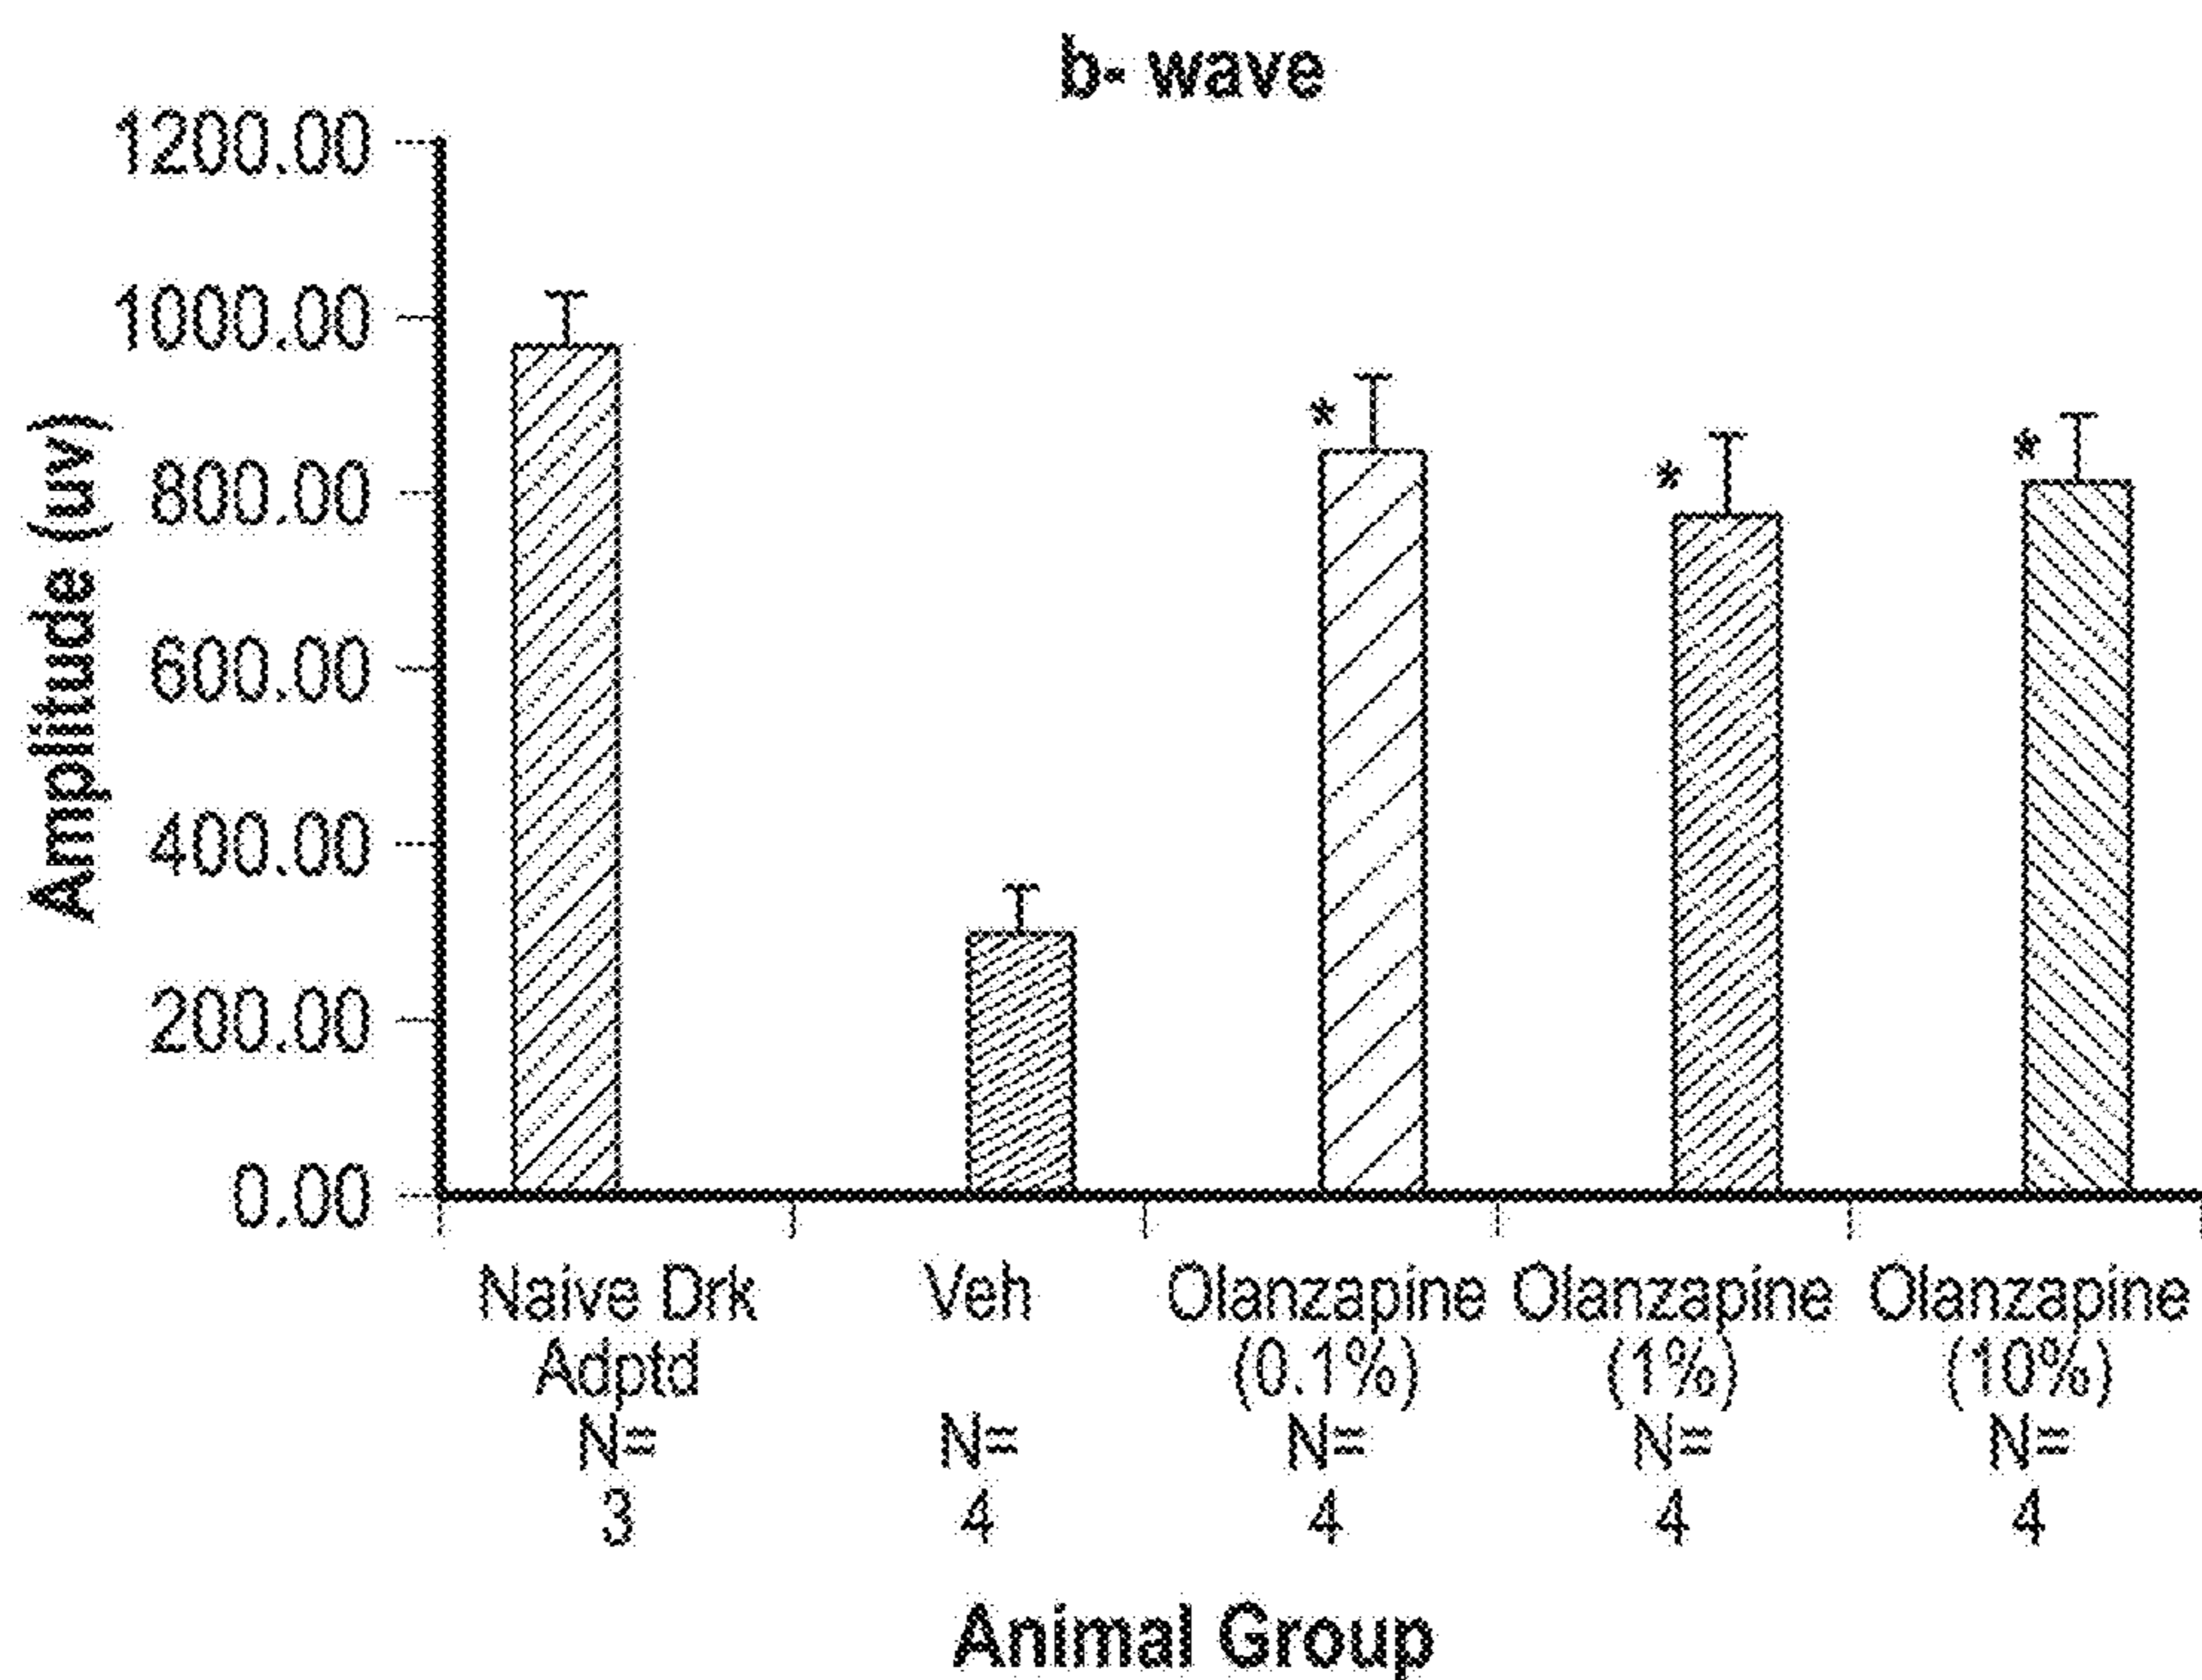 b- wave
1200.00
1000.00
800.00
600.00
400.00
200.00
0.00
Amplitude (uv)
*
*
*
Naive Drk Veh Olanzapine Olanzapine Olanzapine
Adptd (0.1%) (1%) (10%)
N= N= N= N= N=
3 4 4 4 4
Animal Group